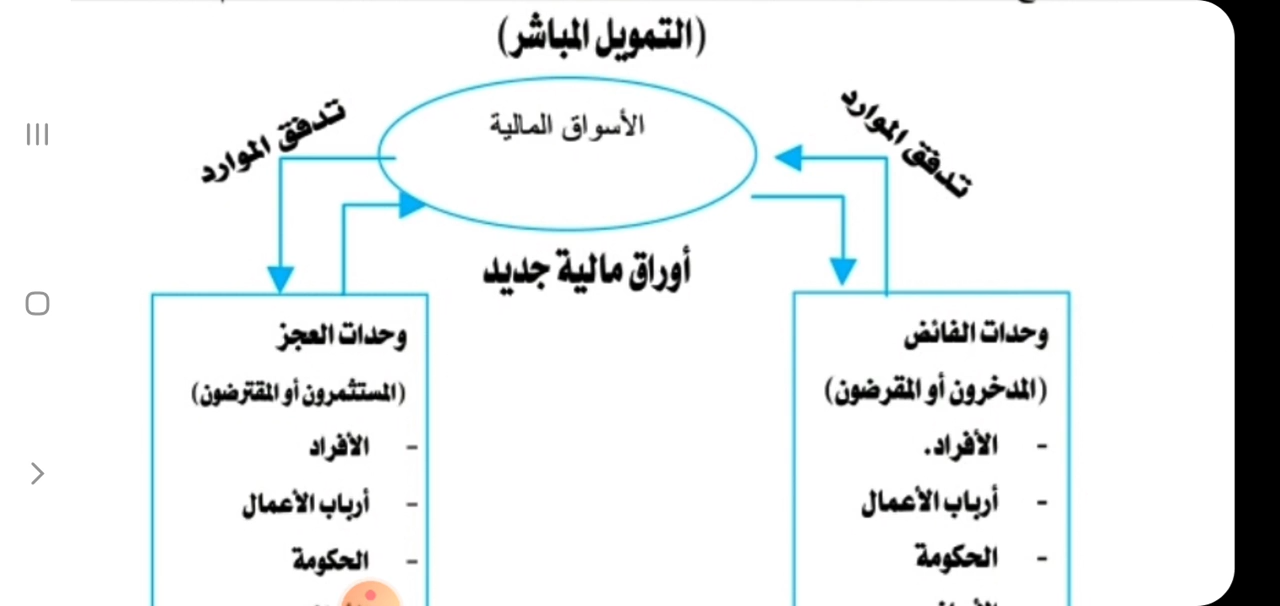 (التمويل المباشر)
تدفق الموارد
الأسواق المالية
تدفق الموارد
أوراق مالية جديد
وحدات الفائض
(المدخرون أو المقرضون)
- الأفراد.
- أرباب الأعمال
- الحكومة
وحدات العجز
(المستثمرون أو المقترضون)
- الأفراد
- أرباب الأعمال
- الحكومة